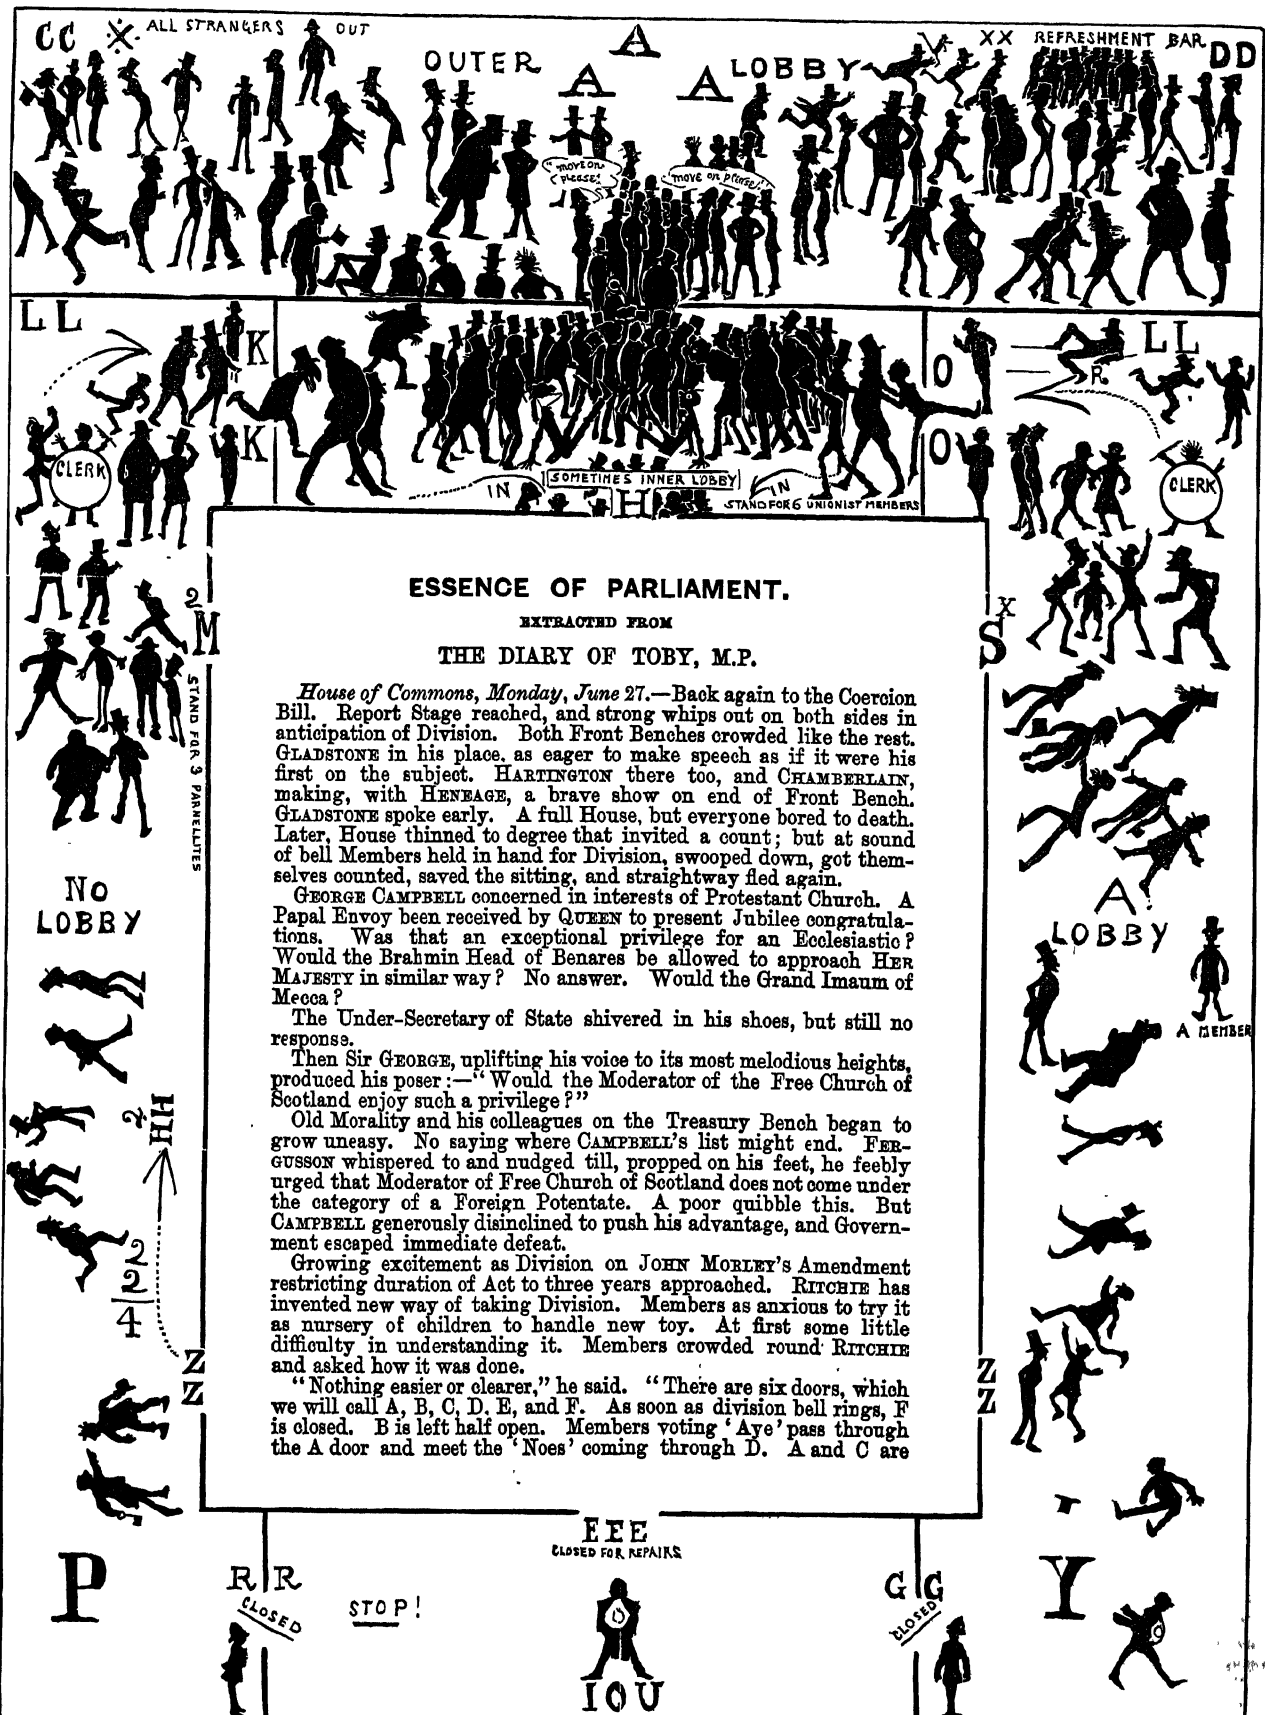 CC ALL STRANGERS OUT
OUTER
A
A
A LOBBY
XX REFRESHMENT BAR
DD
"move on please!"
"move on please!"
LL
K
K
CLERK
O
O
LL
R.
CLERK
IN
SOMETIMES INNER LOBBY
H
IN
STAND FOR 6 UNIONIST MEMBERS
2
M
STAND FOR 3 PARNELLITES
X
S
ESSENCE OF PARLIAMENT.
EXTRACTED FROM
THE DIARY OF TOBY, M.P.
House of Commons, Monday, June 27.—Back again to the Coercion
Bill. Report Stage reached, and strong whips out on both sides in
anticipation of Division. Both Front Benches crowded like the rest.
GLADSTONE in his place, as eager to make speech as if it were his
first on the subject. HARTINGTON there too, and CHAMBERLAIN,
making, with HENEAGE, a brave show on end of Front Bench.
GLADSTONE spoke early. A full House, but everyone bored to death.
Later, House thinned to degree that invited a count; but at sound
of bell Members held in hand for Division, swooped down, got them-
selves counted, saved the sitting, and straightway fled again.
GEORGE CAMPBELL concerned in interests of Protestant Church. A
Papal Envoy been received by QUEEN to present Jubilee congratula-
tions. Was that an exceptional privilege for an Ecclesiastic?
Would the Brahmin Head of Benares be allowed to approach HER
MAJESTY in similar way? No answer. Would the Grand Imaum of
Mecca?
The Under-Secretary of State shivered in his shoes, but still no
response.
Then Sir GEORGE, uplifting his voice to its most melodious heights,
produced his poser:—"Would the Moderator of the Free Church of
Scotland enjoy such a privilege?"
Old Morality and his colleagues on the Treasury Bench began to
grow uneasy. No saying where CAMPBELL'S list might end. FER-
GUSSON whispered to and nudged till, propped on his feet, he feebly
urged that Moderator of Free Church of Scotland does not come under
the category of a Foreign Potentate. A poor quibble this. But
CAMPBELL generously disinclined to push his advantage, and Govern-
ment escaped immediate defeat.
Growing excitement as Division on JOHN MORLEY'S Amendment
restricting duration of Act to three years approached. RITCHIE has
invented new way of taking Division. Members as anxious to try it
as nursery of children to handle new toy. At first some little
difficulty in understanding it. Members crowded round RITCHIE
and asked how it was done.
"Nothing easier or clearer," he said. "There are six doors, which
we will call A, B, C, D, E, and F. As soon as division bell rings, F
is closed. B is left half open. Members voting 'Aye' pass through
the A door and meet the 'Noes' coming through D. A and C are
NO
LOBBY
A
LOBBY
A MEMBER
2
HH
2
2
4
Z
Z
Z
Z
P
RR
CLOSED
STOP!
EEE
CLOSED FOR REPAIRS
IOU
GG
CLOSED
Y